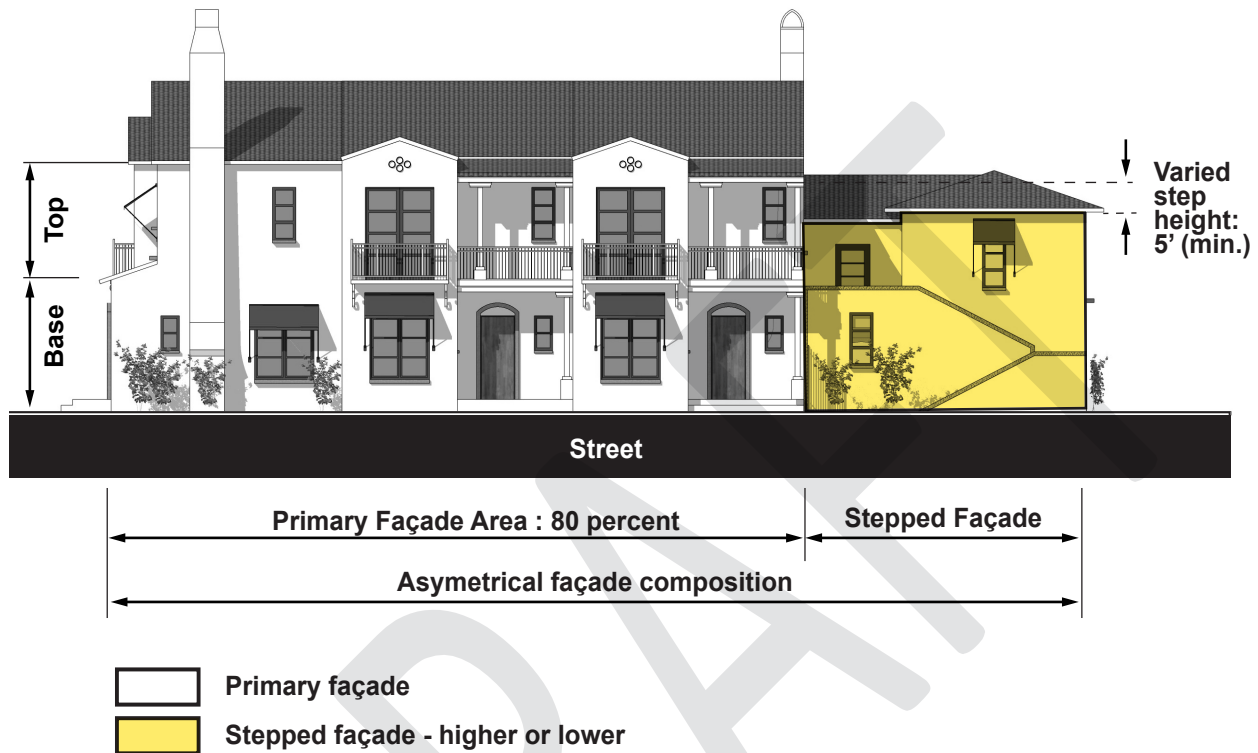 Top
Base
Varied
step
height:
5' (min.)
Street
Primary Façade Area : 80 percent
Stepped Façade
Asymetrical façade composition
Primary façade
Stepped façade - higher or lower
DRAFT